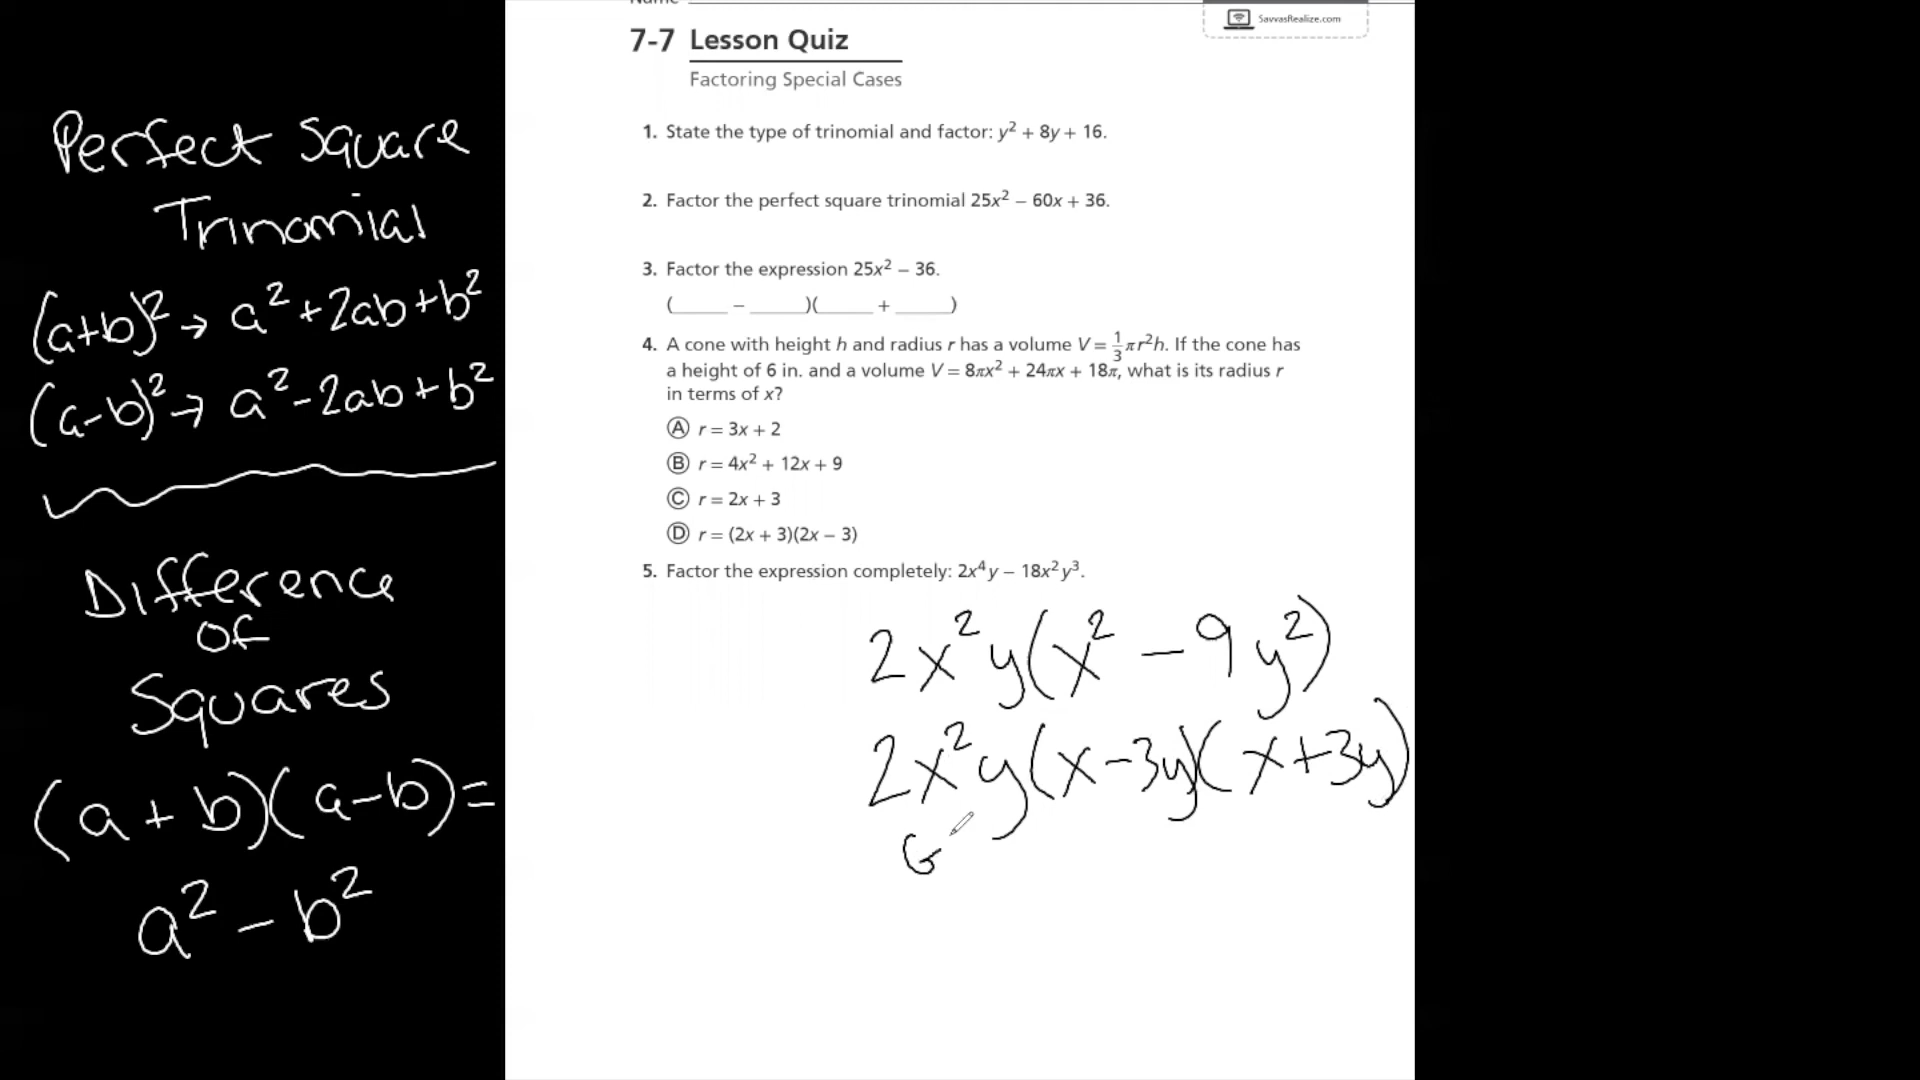 Perfect Square
Trinomial
(a+b)² → a² + 2ab + b²
(a-b)² → a² - 2ab + b²
Difference
of
Squares
(a + b)(a - b) =
a² - b²
SavvasRealize.com
7-7 Lesson Quiz
Factoring Special Cases
1. State the type of trinomial and factor: y² + 8y + 16.
2. Factor the perfect square trinomial 25x² – 60x + 36.
3. Factor the expression 25x² – 36.
(_____ – _____)(_____ + _____)
4. A cone with height h and radius r has a volume V = 1/3 πr²h. If the cone has
a height of 6 in. and a volume V = 8πx² + 24πx + 18π, what is its radius r
in terms of x?
Ⓐ r = 3x + 2
Ⓑ r = 4x² + 12x + 9
Ⓒ r = 2x + 3
Ⓓ r = (2x + 3)(2x – 3)
5. Factor the expression completely: 2x⁴y – 18x²y³.
2x²y(x² - 9y²)
2x²y(x-3y)(x+3y)
G